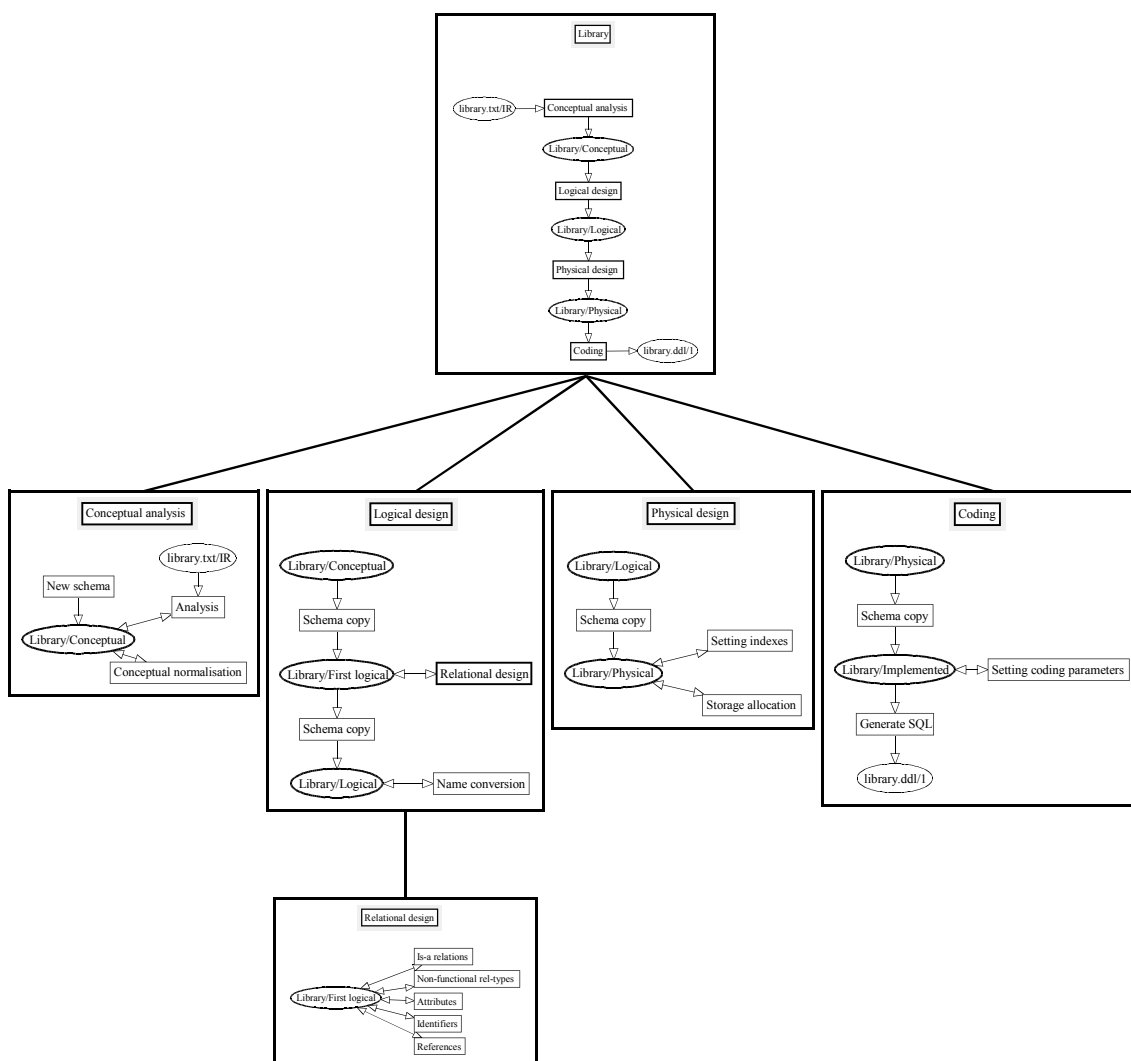 Library
library.txt/IR
Conceptual analysis
Library/Conceptual
Logical design
Library/Logical
Physical design
Library/Physical
Coding
library.ddl/1
Conceptual analysis
library.txt/IR
New schema
Analysis
Library/Conceptual
Conceptual normalisation
Logical design
Library/Conceptual
Schema copy
Library/First logical
Relational design
Schema copy
Library/Logical
Name conversion
Physical design
Library/Logical
Schema copy
Setting indexes
Library/Physical
Storage allocation
Coding
Library/Physical
Schema copy
Library/Implemented
Setting coding parameters
Generate SQL
library.ddl/1
Relational design
Is-a relations
Non-functional rel-types
Library/First logical
Attributes
Identifiers
References